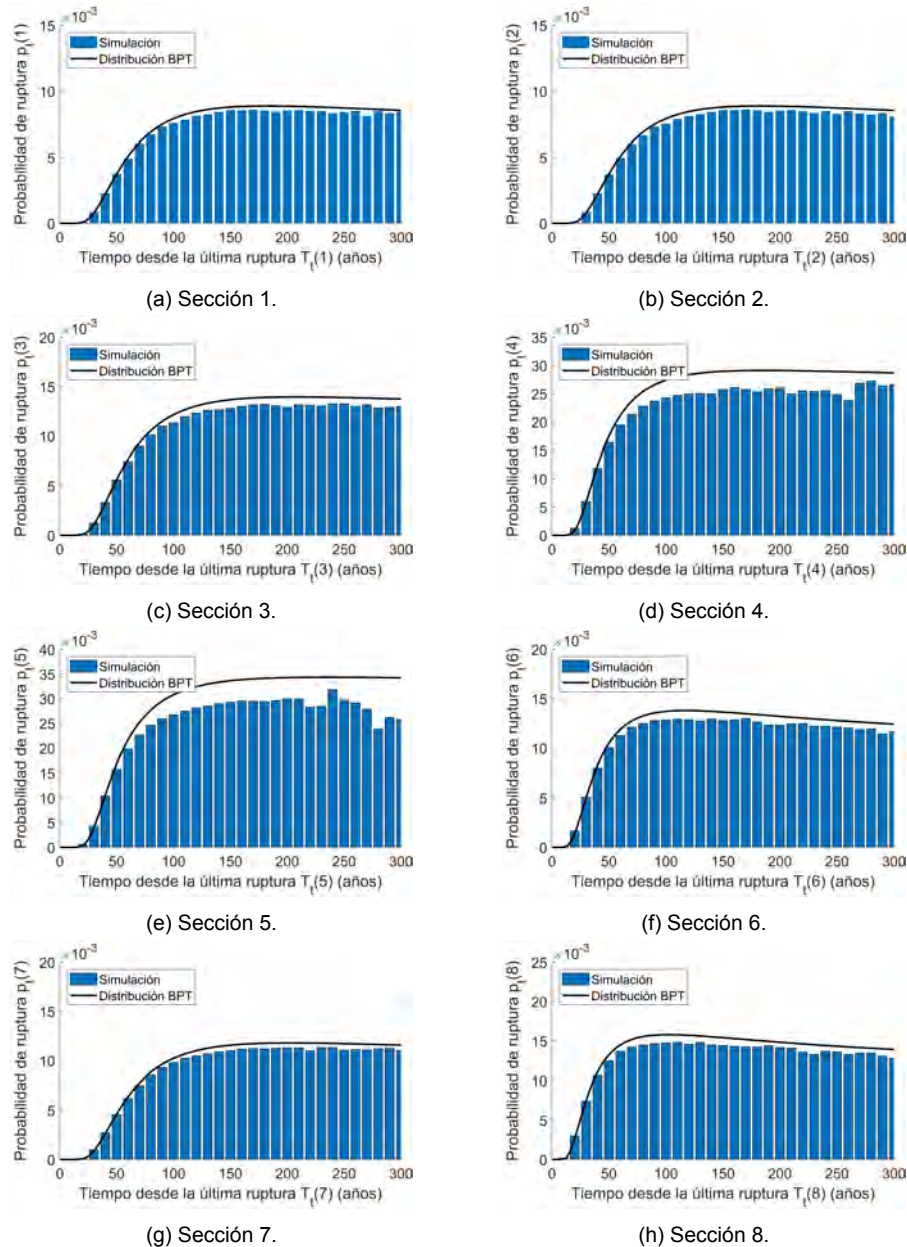 ×10⁻³
15
10
5
0
Probabilidad de ruptura p_t(1)
Simulación
Distribución BPT
0 50 100 150 200 250 300
Tiempo desde la última ruptura T_t(1) (años)
(a) Sección 1.
×10⁻³
15
10
5
0
Probabilidad de ruptura p_t(2)
Simulación
Distribución BPT
0 50 100 150 200 250 300
Tiempo desde la última ruptura T_t(2) (años)
(b) Sección 2.
×10⁻³
20
15
10
5
0
Probabilidad de ruptura p_t(3)
Simulación
Distribución BPT
0 50 100 150 200 250 300
Tiempo desde la última ruptura T_t(3) (años)
(c) Sección 3.
×10⁻³
35
30
25
20
15
10
5
0
Probabilidad de ruptura p_t(4)
Simulación
Distribución BPT
0 50 100 150 200 250 300
Tiempo desde la última ruptura T_t(4) (años)
(d) Sección 4.
×10⁻³
40
35
30
25
20
15
10
5
0
Probabilidad de ruptura p_t(5)
Simulación
Distribución BPT
0 50 100 150 200 250 300
Tiempo desde la última ruptura T_t(5) (años)
(e) Sección 5.
×10⁻³
20
15
10
5
0
Probabilidad de ruptura p_t(6)
Simulación
Distribución BPT
0 50 100 150 200 250 300
Tiempo desde la última ruptura T_t(6) (años)
(f) Sección 6.
×10⁻³
20
15
10
5
0
Probabilidad de ruptura p_t(7)
Simulación
Distribución BPT
0 50 100 150 200 250 300
Tiempo desde la última ruptura T_t(7) (años)
(g) Sección 7.
×10⁻³
25
20
15
10
5
0
Probabilidad de ruptura p_t(8)
Simulación
Distribución BPT
0 50 100 150 200 250 300
Tiempo desde la última ruptura T_t(8) (años)
(h) Sección 8.